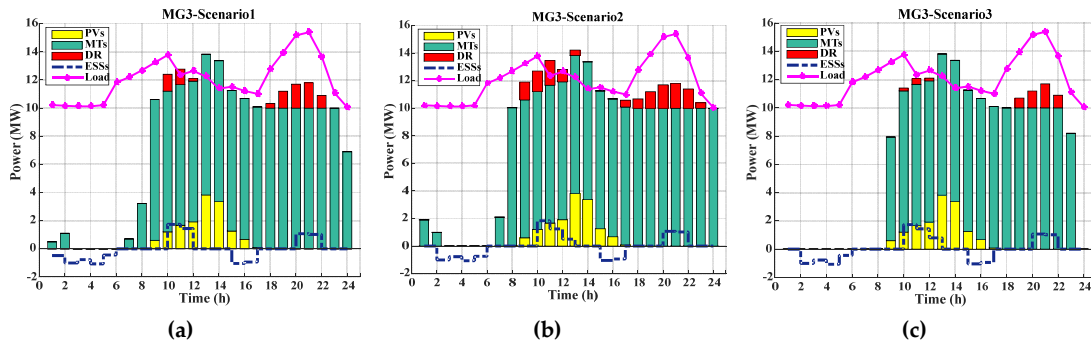 MG3-Scenario1
PVs
MTs
DR
ESSs
Load
Power (MW)
16
14
12
10
8
6
4
2
0
-2
0 2 4 6 8 10 12 14 16 18 20 22 24
Time (h)
(a)
MG3-Scenario2
PVs
MTs
DR
ESSs
Load
Power (MW)
16
14
12
10
8
6
4
2
0
-2
0 2 4 6 8 10 12 14 16 18 20 22 24
Time (h)
(b)
MG3-Scenario3
PVs
MTs
DR
ESSs
Load
Power (MW)
16
14
12
10
8
6
4
2
0
-2
0 2 4 6 8 10 12 14 16 18 20 22 24
Time (h)
(c)